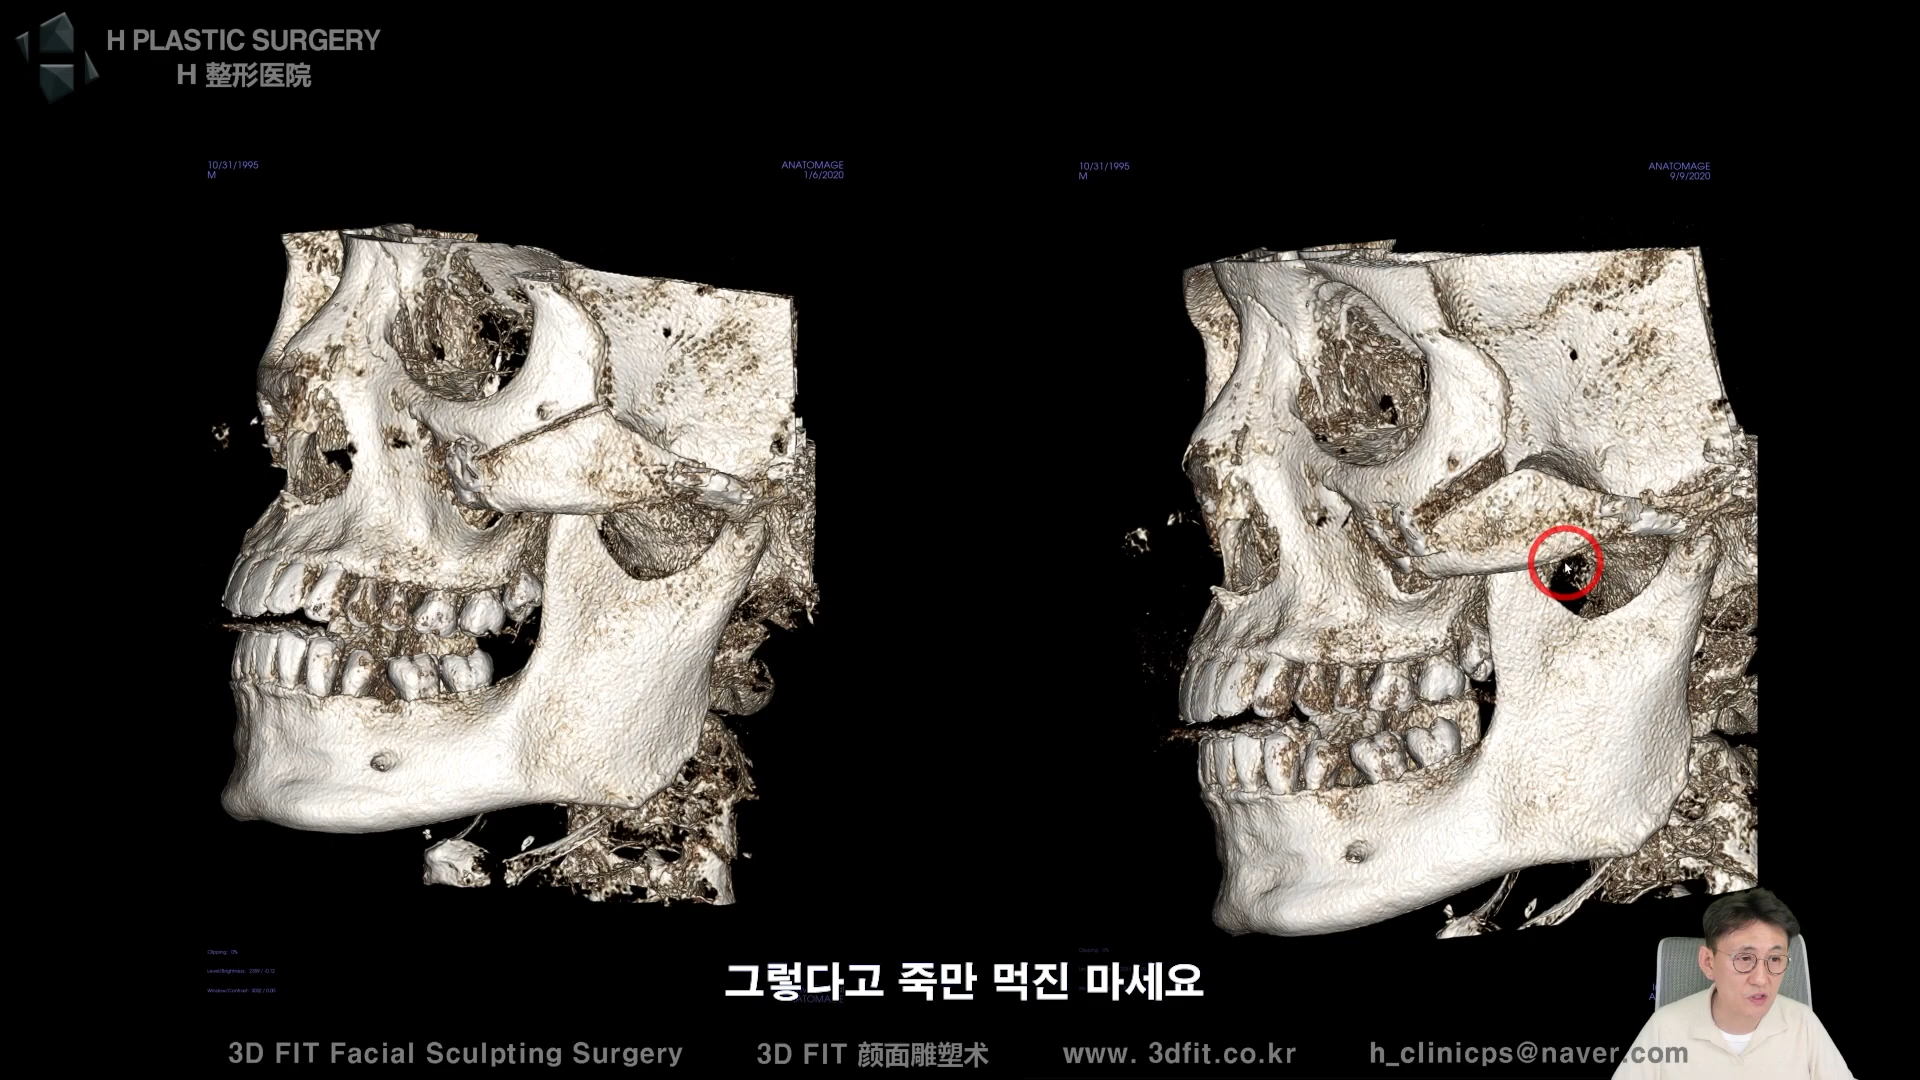 H PLASTIC SURGERY
H 整形医院
10/31/1995
M
ANATOMAGE
1/6/2020
10/31/1995
M
ANATOMAGE
9/9/2020
Clipping: 0%
그렇다고 죽만 먹진 마세요
3D FIT Facial Sculpting Surgery
3D FIT 颜面雕塑术
www. 3dfit.co.kr
h_clinicps@naver.com